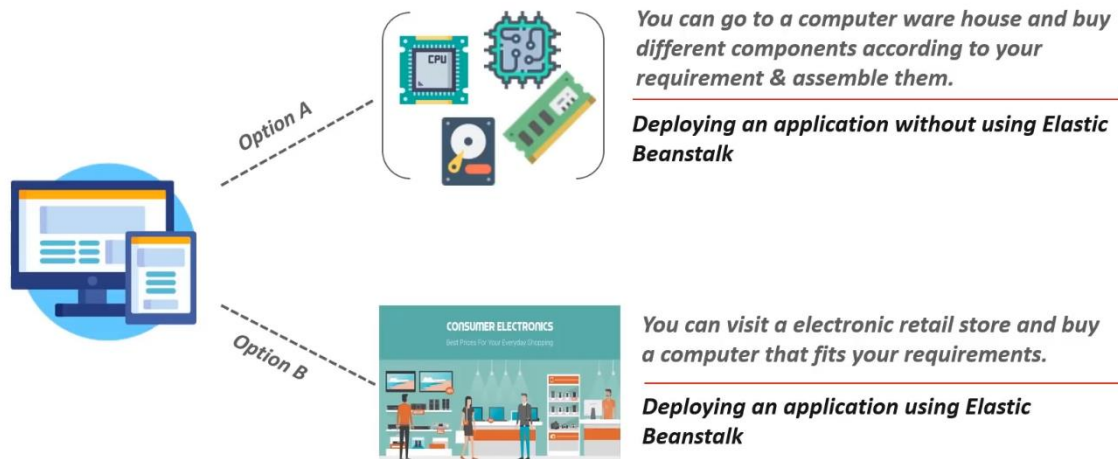 You can go to a computer ware house and buy
different components according to your
requirement & assemble them.
Deploying an application without using Elastic
Beanstalk
Option A
CPU
Option B
CONSUMER ELECTRONICS
Best Prices For Your Everyday Shopping
You can visit a electronic retail store and buy
a computer that fits your requirements.
Deploying an application using Elastic
Beanstalk